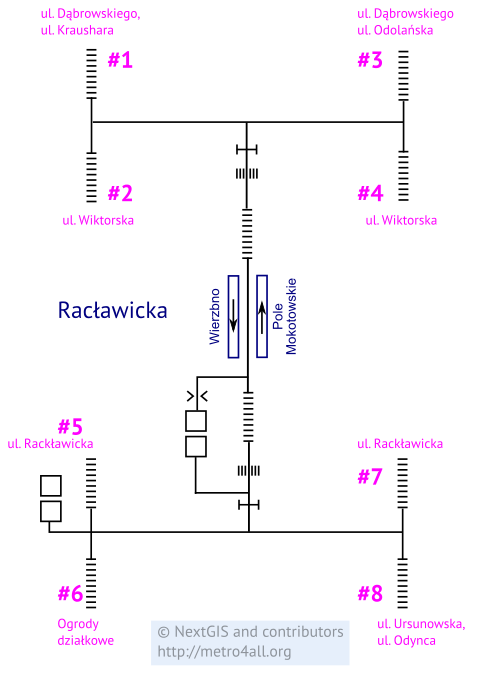 ul. Dąbrowskiego,
ul. Kraushara
#1
ul. Dąbrowskiego
ul. Odolańska
#3
#2
ul. Wiktorska
#4
ul. Wiktorska
Racławicka
Wierzbno
Pole
Mokotowskie
#5
ul. Rackławicka
ul. Rackławicka
#7
#6
Ogrody
działkowe
#8
ul. Ursunowska,
ul. Odynca
© NextGIS and contributors
http://metro4all.org